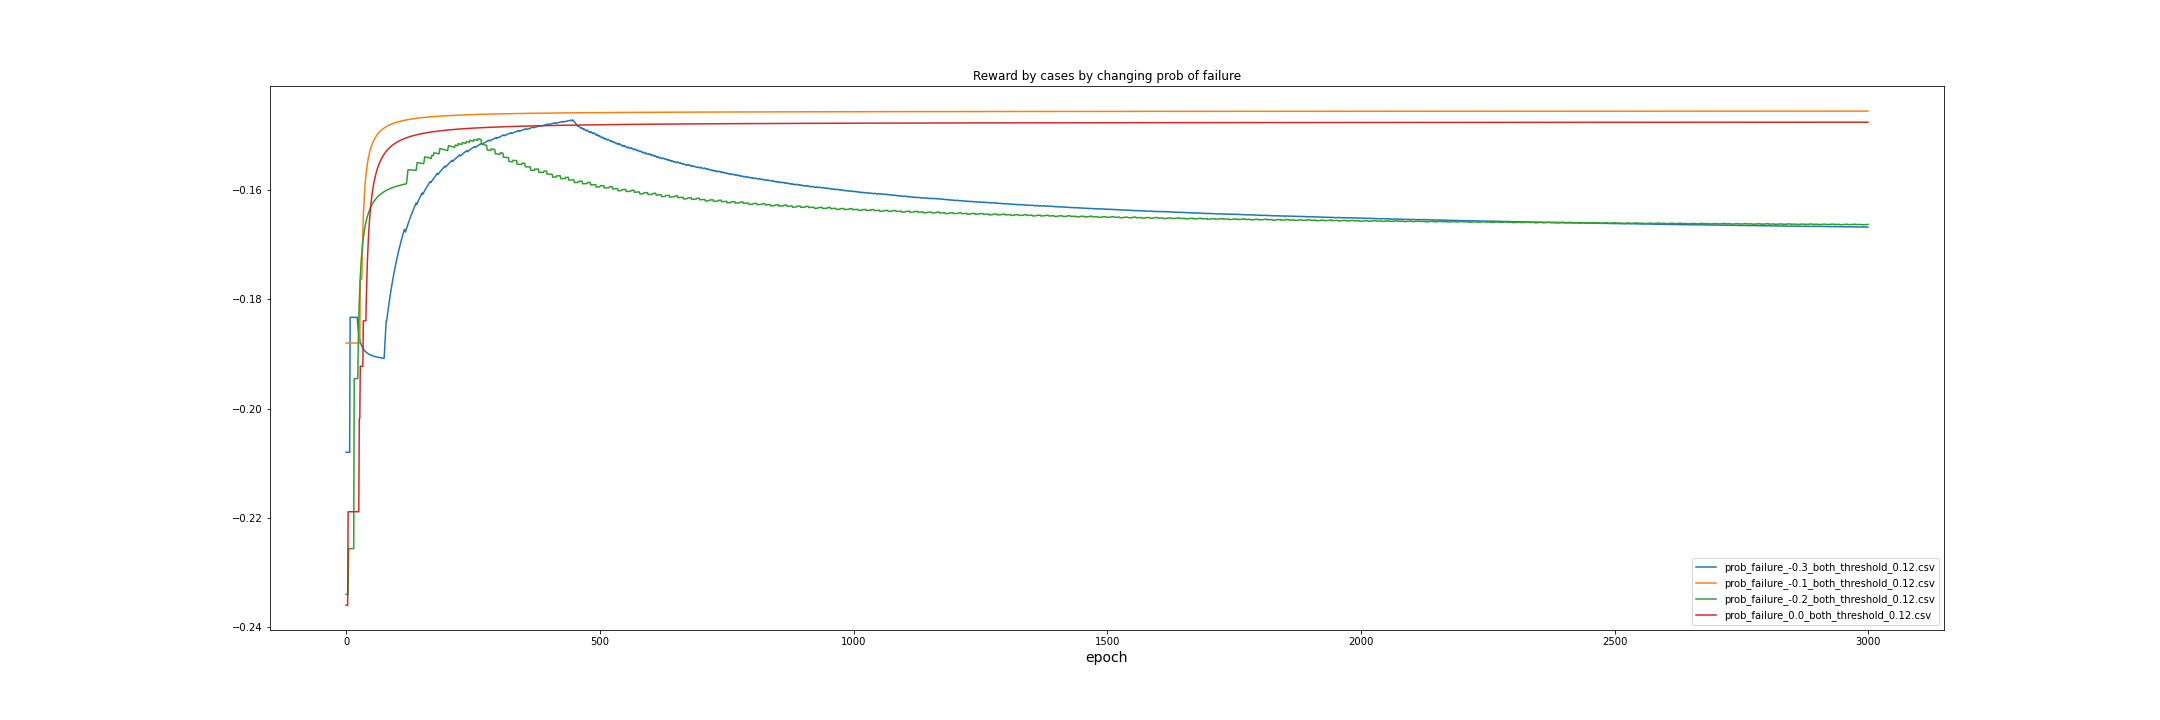 Reward by cases by changing prob of failure
−0.16
−0.18
−0.20
−0.22
−0.24
0 500 1000 1500 2000 2500 3000
epoch
prob_failure_-0.3_both_threshold_0.12.csv
prob_failure_-0.1_both_threshold_0.12.csv
prob_failure_-0.2_both_threshold_0.12.csv
prob_failure_0.0_both_threshold_0.12.csv